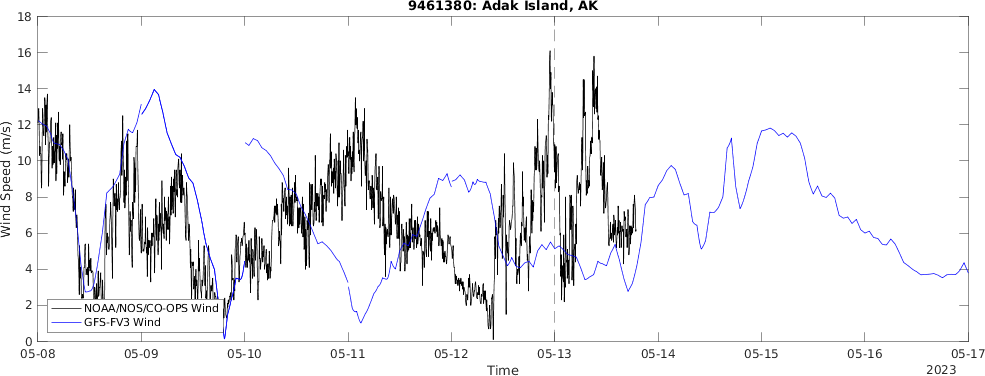 9461380: Adak Island, AK
Wind Speed (m/s)
18
16
14
12
10
8
6
4
2
0
NOAA/NOS/CO-OPS Wind
GFS-FV3 Wind
05-08 05-09 05-10 05-11 05-12 05-13 05-14 05-15 05-16 05-17
Time
2023